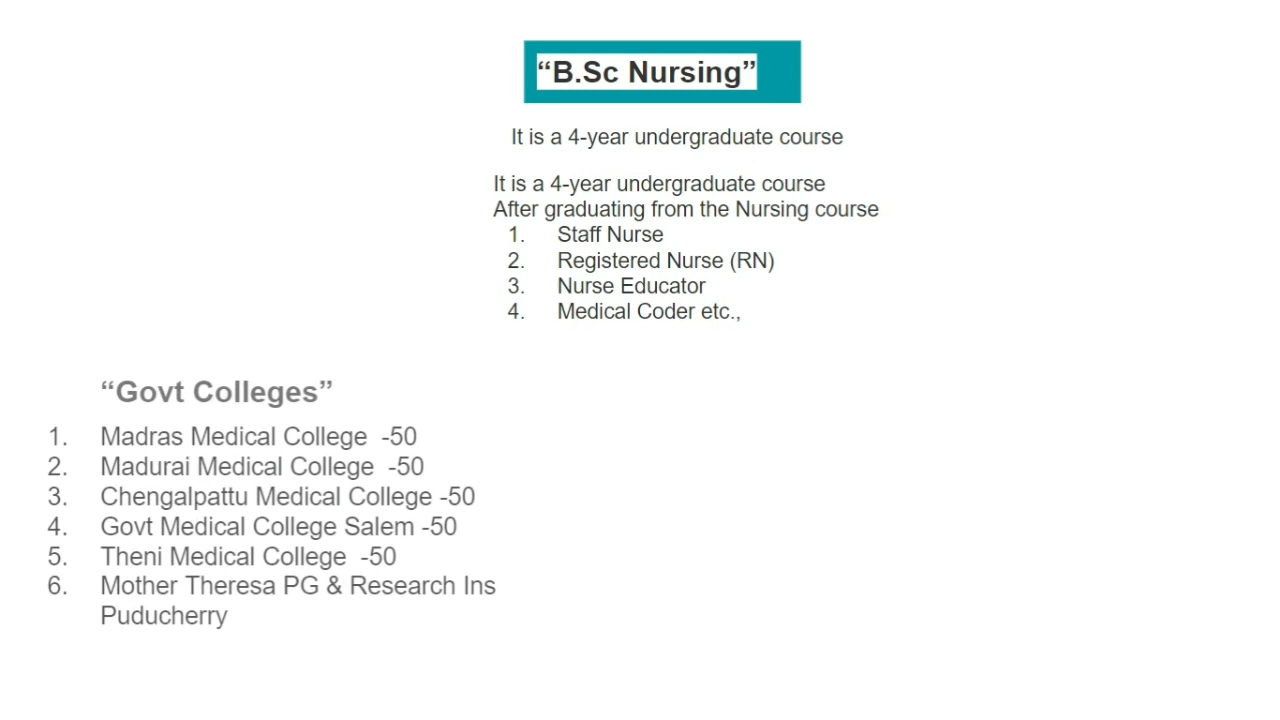 “B.Sc Nursing”
It is a 4-year undergraduate course
It is a 4-year undergraduate course
After graduating from the Nursing course
1. Staff Nurse
2. Registered Nurse (RN)
3. Nurse Educator
4. Medical Coder etc.,
“Govt Colleges”
1. Madras Medical College -50
2. Madurai Medical College -50
3. Chengalpattu Medical College -50
4. Govt Medical College Salem -50
5. Theni Medical College -50
6. Mother Theresa PG & Research Ins
Puducherry